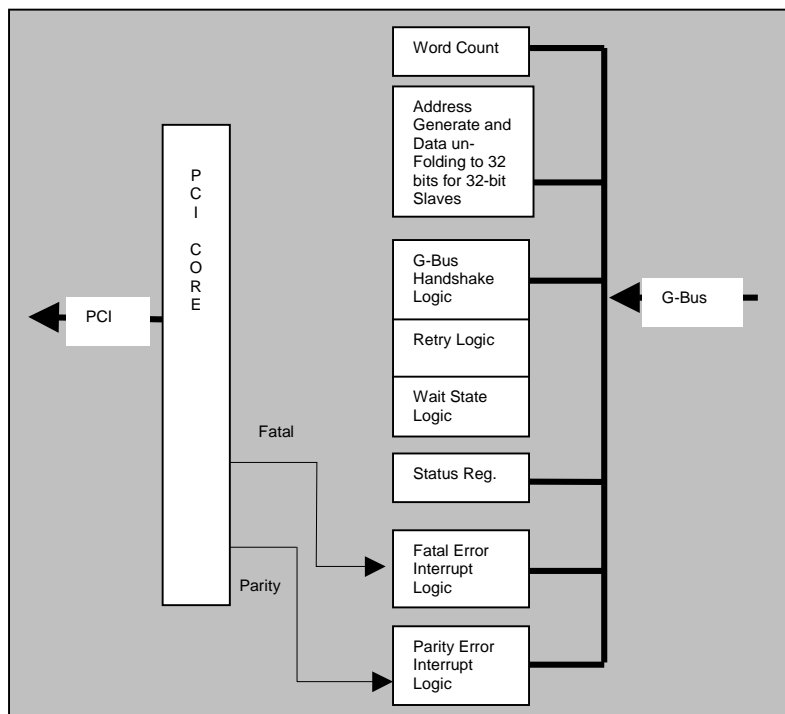 Word Count
Address
Generate and
Data un-
Folding to 32
bits for 32-bit
Slaves
P
C
I
C
O
R
E
G-Bus
Handshake
Logic
Retry Logic
Wait State
Logic
PCI
G-Bus
Fatal
Status Reg.
Fatal Error
Interrupt
Logic
Parity
Parity Error
Interrupt
Logic